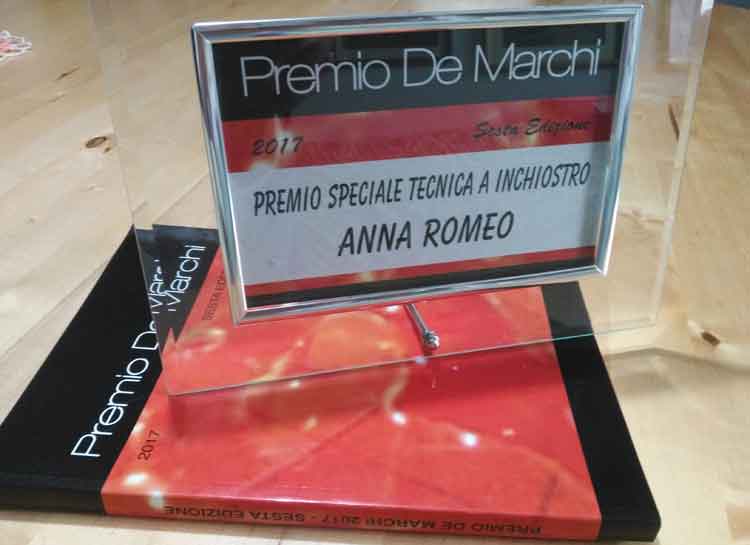 Premio De Marchi
2017 Sesta Edizione
PREMIO SPECIALE TECNICA A INCHIOSTRO
ANNA ROMEO
Premio De Marchi
2017
PREMIO DE MARCHI 2017 - SESTA EDIZIONE